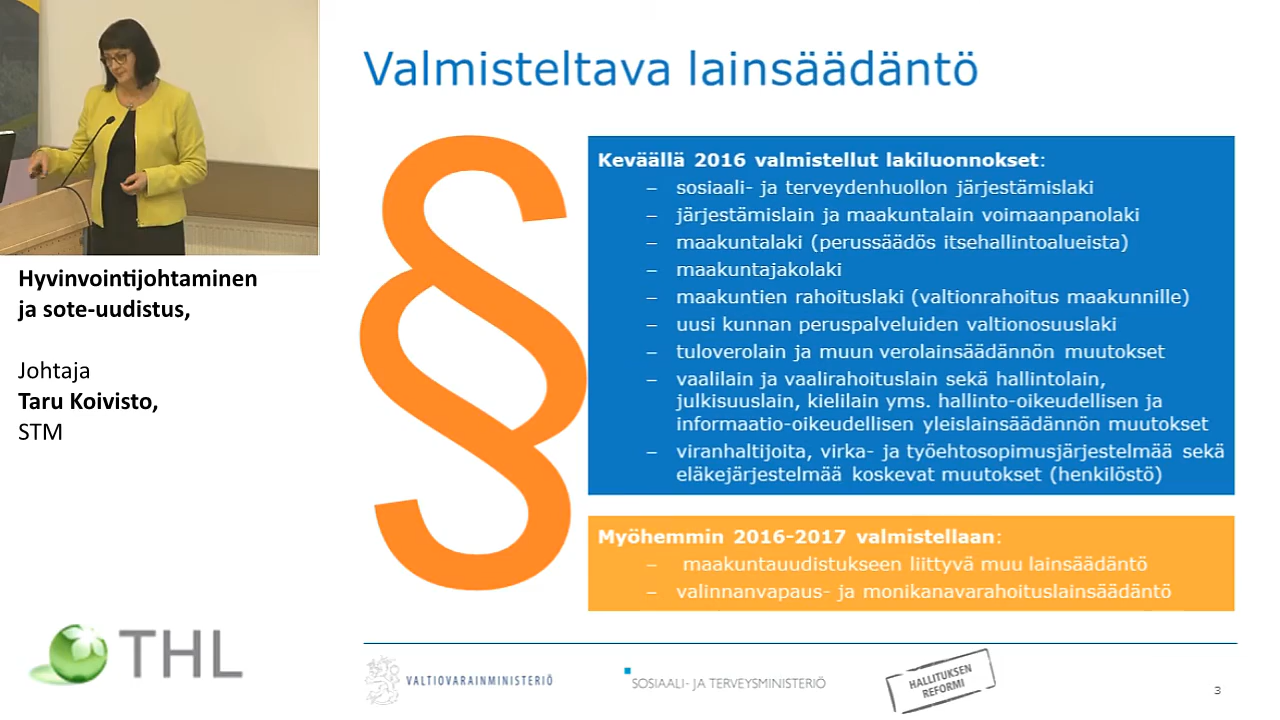 Valmisteltava lainsäädäntö
§
Keväällä 2016 valmistellut lakiluonnokset:
– sosiaali- ja terveydenhuollon järjestämislaki
– järjestämislain ja maakuntalain voimaanpanolaki
– maakuntalaki (perussäädös itsehallintoalueista)
– maakuntajakolaki
– maakuntien rahoituslaki (valtionrahoitus maakunnille)
– uusi kunnan peruspalveluiden valtionosuuslaki
– tuloverolain ja muun verolainsäädännön muutokset
– vaalilain ja vaalirahoituslain sekä hallintolain,
julkisuuslain, kielilain yms. hallinto-oikeudellisen ja
informaatio-oikeudellisen yleislainsäädännön muutokset
– viranhaltijoita, virka- ja työehtosopimusjärjestelmää sekä
eläkejärjestelmää koskevat muutokset (henkilöstö)
Myöhemmin 2016-2017 valmistellaan:
– maakuntauudistukseen liittyvä muu lainsäädäntö
– valinnanvapaus- ja monikanavarahoituslainsäädäntö
Hyvinvointijohtaminen
ja sote-uudistus,
Johtaja
Taru Koivisto,
STM
THL
VALTIOVARAINMINISTERIÖ
SOSIAALI- JA TERVEYSMINISTERIÖ
HALLITUKSEN
REFORMI
3